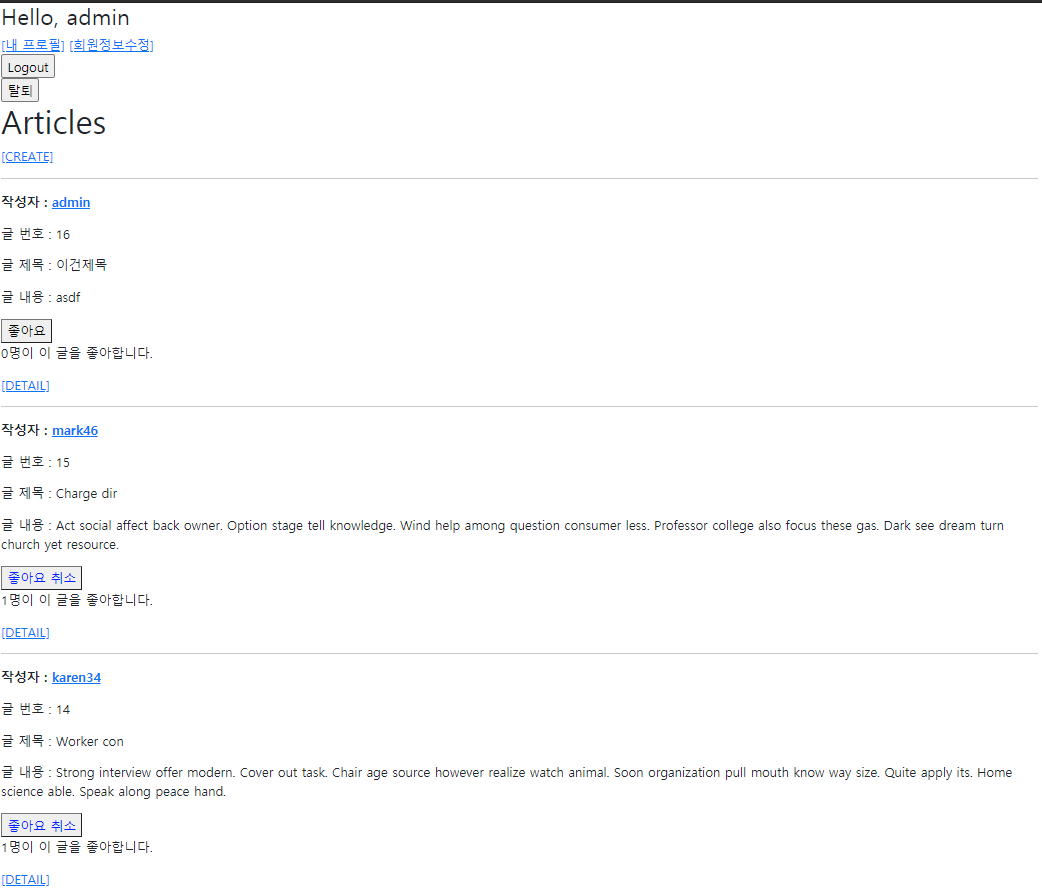 Hello, admin
[내 프로필] [회원정보수정]
Logout
탈퇴
Articles
[CREATE]
작성자 : admin
글 번호 : 16
글 제목 : 이건제목
글 내용 : asdf
좋아요
0명이 이 글을 좋아합니다.
[DETAIL]
작성자 : mark46
글 번호 : 15
글 제목 : Charge dir
글 내용 : Act social affect back owner. Option stage tell knowledge. Wind help among question consumer less. Professor college also focus these gas. Dark see dream turn
church yet resource.
좋아요 취소
1명이 이 글을 좋아합니다.
[DETAIL]
작성자 : karen34
글 번호 : 14
글 제목 : Worker con
글 내용 : Strong interview offer modern. Cover out task. Chair age source however realize watch animal. Soon organization pull mouth know way size. Quite apply its. Home
science able. Speak along peace hand.
좋아요 취소
1명이 이 글을 좋아합니다.
[DETAIL]